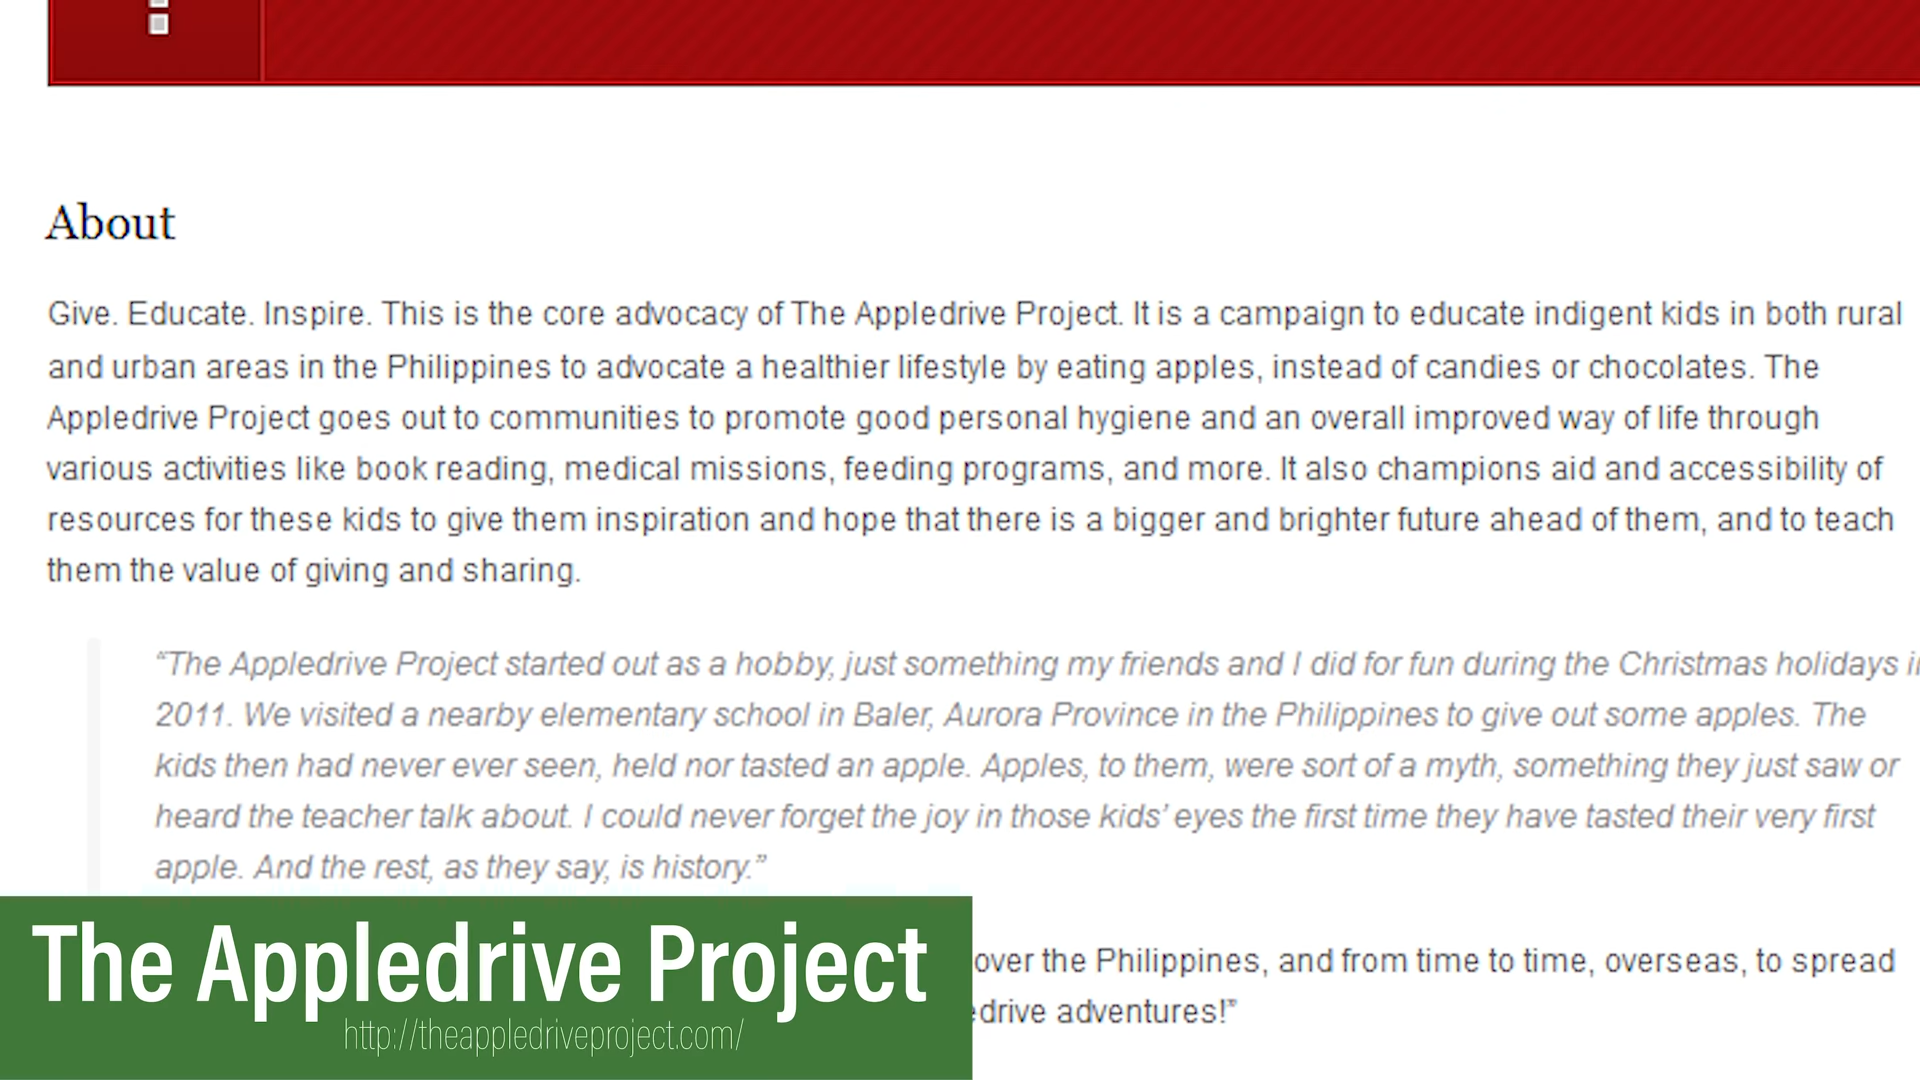 About
Give. Educate. Inspire. This is the core advocacy of The Appledrive Project. It is a campaign to educate indigent kids in both rural
and urban areas in the Philippines to advocate a healthier lifestyle by eating apples, instead of candies or chocolates. The
Appledrive Project goes out to communities to promote good personal hygiene and an overall improved way of life through
various activities like book reading, medical missions, feeding programs, and more. It also champions aid and accessibility of
resources for these kids to give them inspiration and hope that there is a bigger and brighter future ahead of them, and to teach
them the value of giving and sharing.
“The Appledrive Project started out as a hobby, just something my friends and I did for fun during the Christmas holidays in
2011. We visited a nearby elementary school in Baler, Aurora Province in the Philippines to give out some apples. The
kids then had never ever seen, held nor tasted an apple. Apples, to them, were sort of a myth, something they just saw or
heard the teacher talk about. I could never forget the joy in those kids’ eyes the first time they have tasted their very first
apple. And the rest, as they say, is history.”
over the Philippines, and from time to time, overseas, to spread
edrive adventures!”
The Appledrive Project
http://theappledriveproject.com/